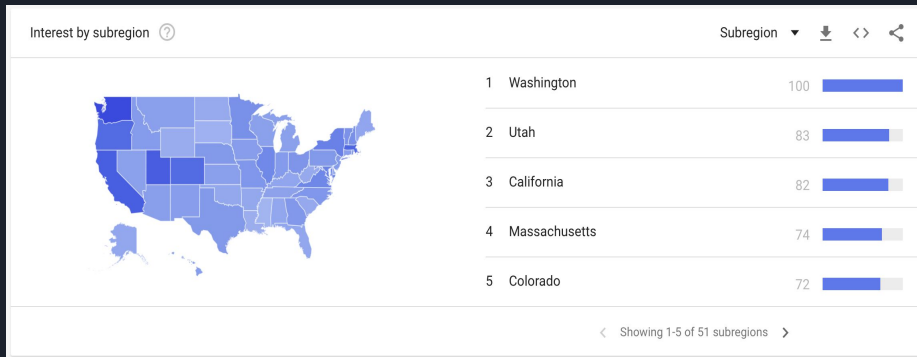 Interest by subregion
Subregion
1 Washington 100
2 Utah 83
3 California 82
4 Massachusetts 74
5 Colorado 72
Showing 1-5 of 51 subregions